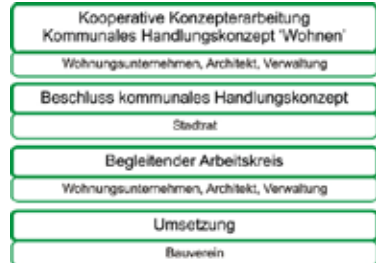 Kooperative Konzepterarbeitung
Kommunales Handlungskonzept 'Wohnen'
Wohnungsunternehmen, Architekt, Verwaltung
Beschluss kommunales Handlungskonzept
Stadtrat
Begleitender Arbeitskreis
Wohnungsunternehmen, Architekt, Verwaltung
Umsetzung
Bauverein